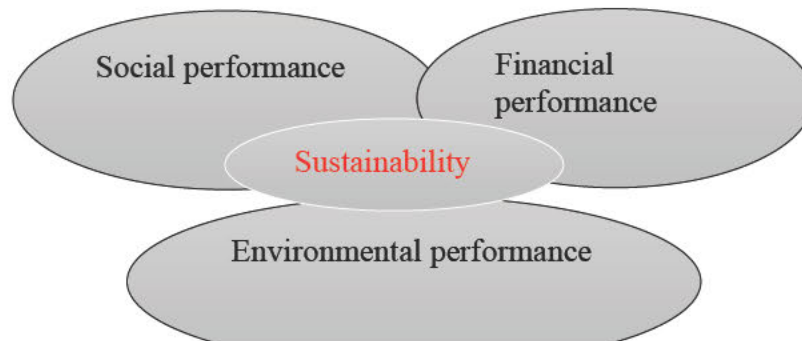 Social performance
Financial
performance
Sustainability
Environmental performance